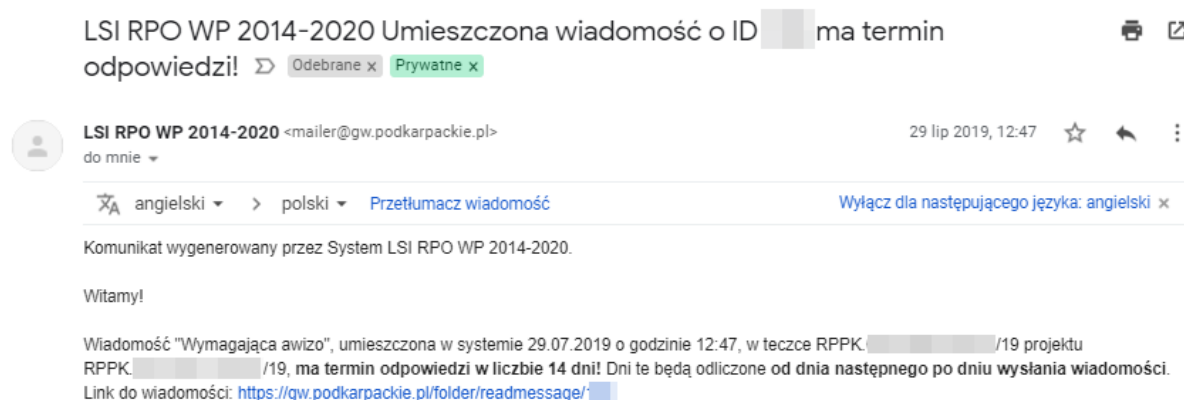 LSI RPO WP 2014-2020 Umieszczona wiadomość o ID ma termin
odpowiedzi! Odebrane x Prywatne x
LSI RPO WP 2014-2020 <mailer@gw.podkarpackie.pl> 29 lip 2019, 12:47
do mnie
angielski > polski Przetłumacz wiadomość Wyłącz dla następującego języka: angielski x
Komunikat wygenerowany przez System LSI RPO WP 2014-2020.
Witamy!
Wiadomość "Wymagająca awizo", umieszczona w systemie 29.07.2019 o godzinie 12:47, w teczce RPPK. /19 projektu
RPPK. /19, ma termin odpowiedzi w liczbie 14 dni! Dni te będą odliczone od dnia następnego po dniu wysłania wiadomości.
Link do wiadomości: https://gw.podkarpackie.pl/folder/readmessage/